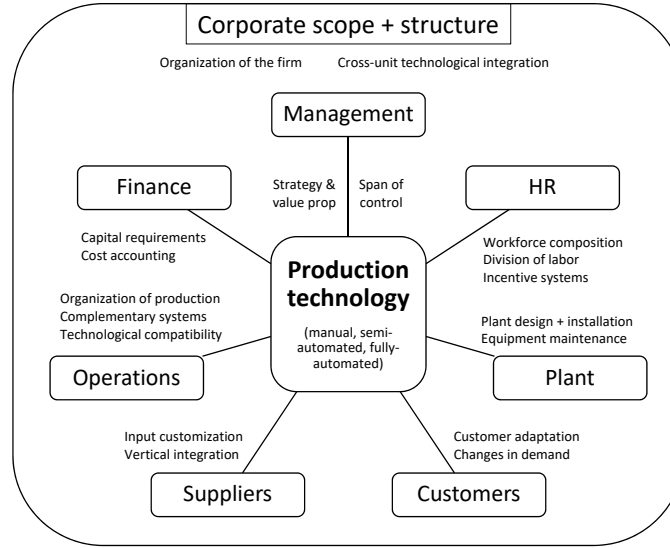 Corporate scope + structure
Organization of the firm
Cross-unit technological integration
Management
Strategy &
value prop
Span of
control
Finance
Capital requirements
Cost accounting
HR
Workforce composition
Division of labor
Incentive systems
Production
technology
(manual, semi-
automated, fully-
automated)
Organization of production
Complementary systems
Technological compatibility
Operations
Plant design + installation
Equipment maintenance
Plant
Input customization
Vertical integration
Suppliers
Customer adaptation
Changes in demand
Customers